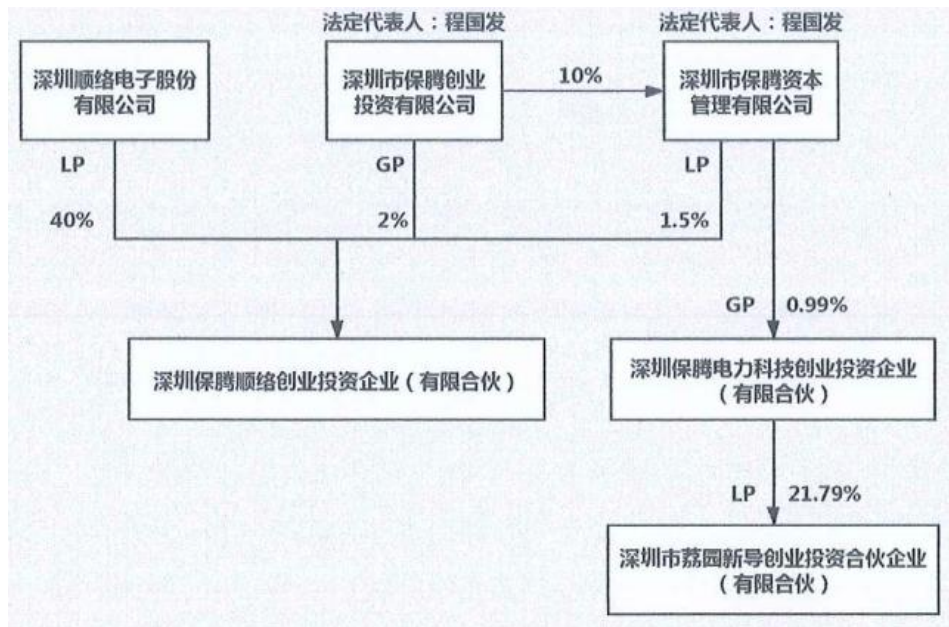 法定代表人：程国发
法定代表人：程国发
深圳顺络电子股份
有限公司
深圳市保腾创业
投资有限公司
10%
深圳市保腾资本
管理有限公司
LP
GP
LP
40%
2%
1.5%
GP 0.99%
深圳保腾顺络创业投资企业（有限合伙）
深圳保腾电力科技创业投资企业
（有限合伙）
LP 21.79%
深圳市荔园新导创业投资合伙企业
（有限合伙）